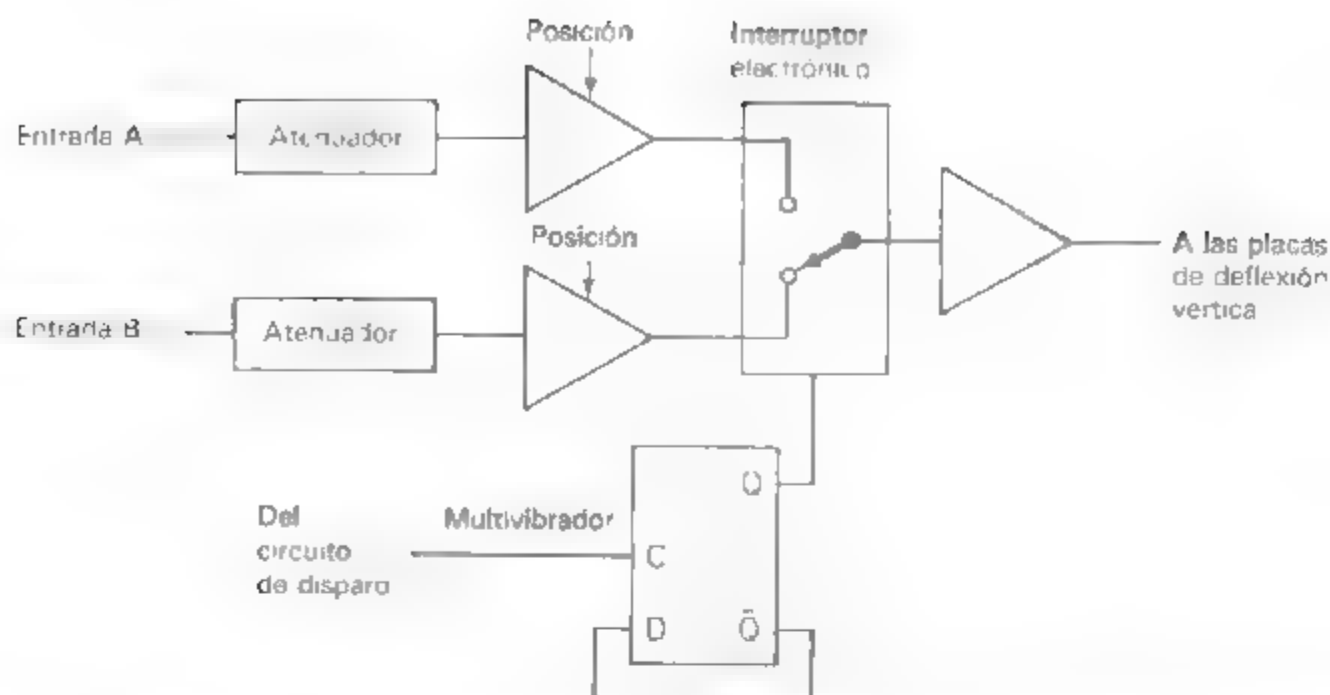 Posición
Interruptor
electrónico
Entrada A
Atenuador
Posición
A las placas
de deflexión
vertica
Entrada B
Atenuador
Q
Del
circuito
de disparo
Multivibrador
C
D
Q̄